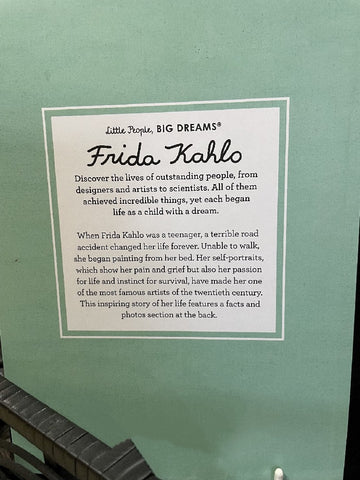 Little People, BIG DREAMS®
Frida Kahlo
Discover the lives of outstanding people, from
designers and artists to scientists. All of them
achieved incredible things, yet each began
life as a child with a dream.
When Frida Kahlo was a teenager, a terrible road
accident changed her life forever. Unable to walk,
she began painting from her bed. Her self-portraits,
which show her pain and grief but also her passion
for life and instinct for survival, have made her one
of the most famous artists of the twentieth century.
This inspiring story of her life features a facts and
photos section at the back.